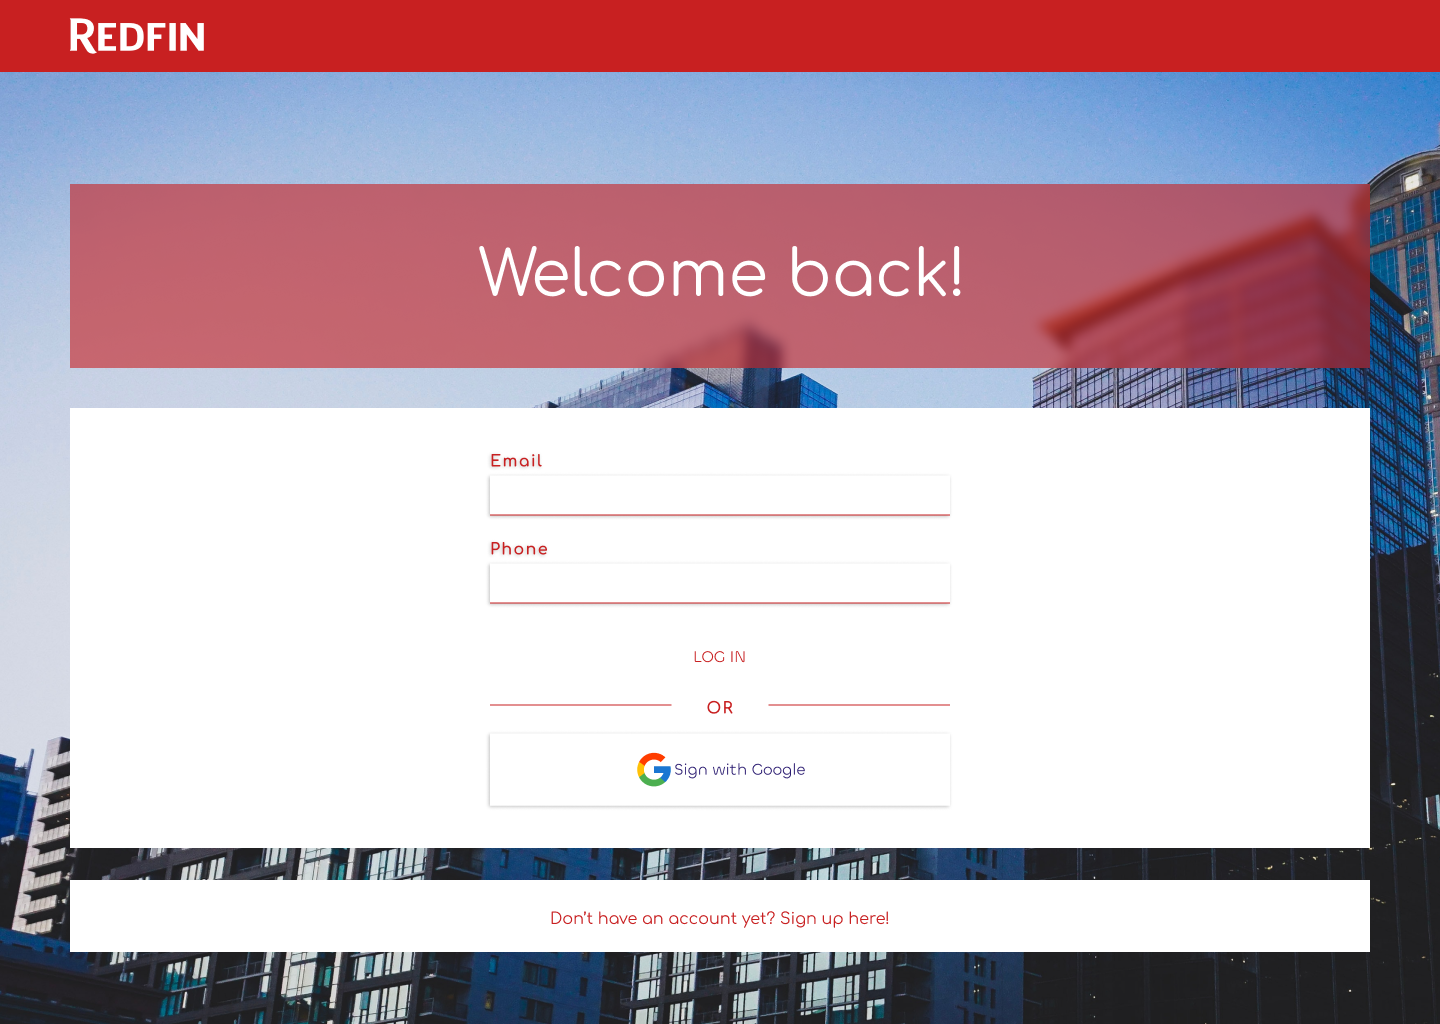 REDFIN
Welcome back!
Email
Phone
LOG IN
OR
Sign with Google
Don't have an account yet? Sign up here!